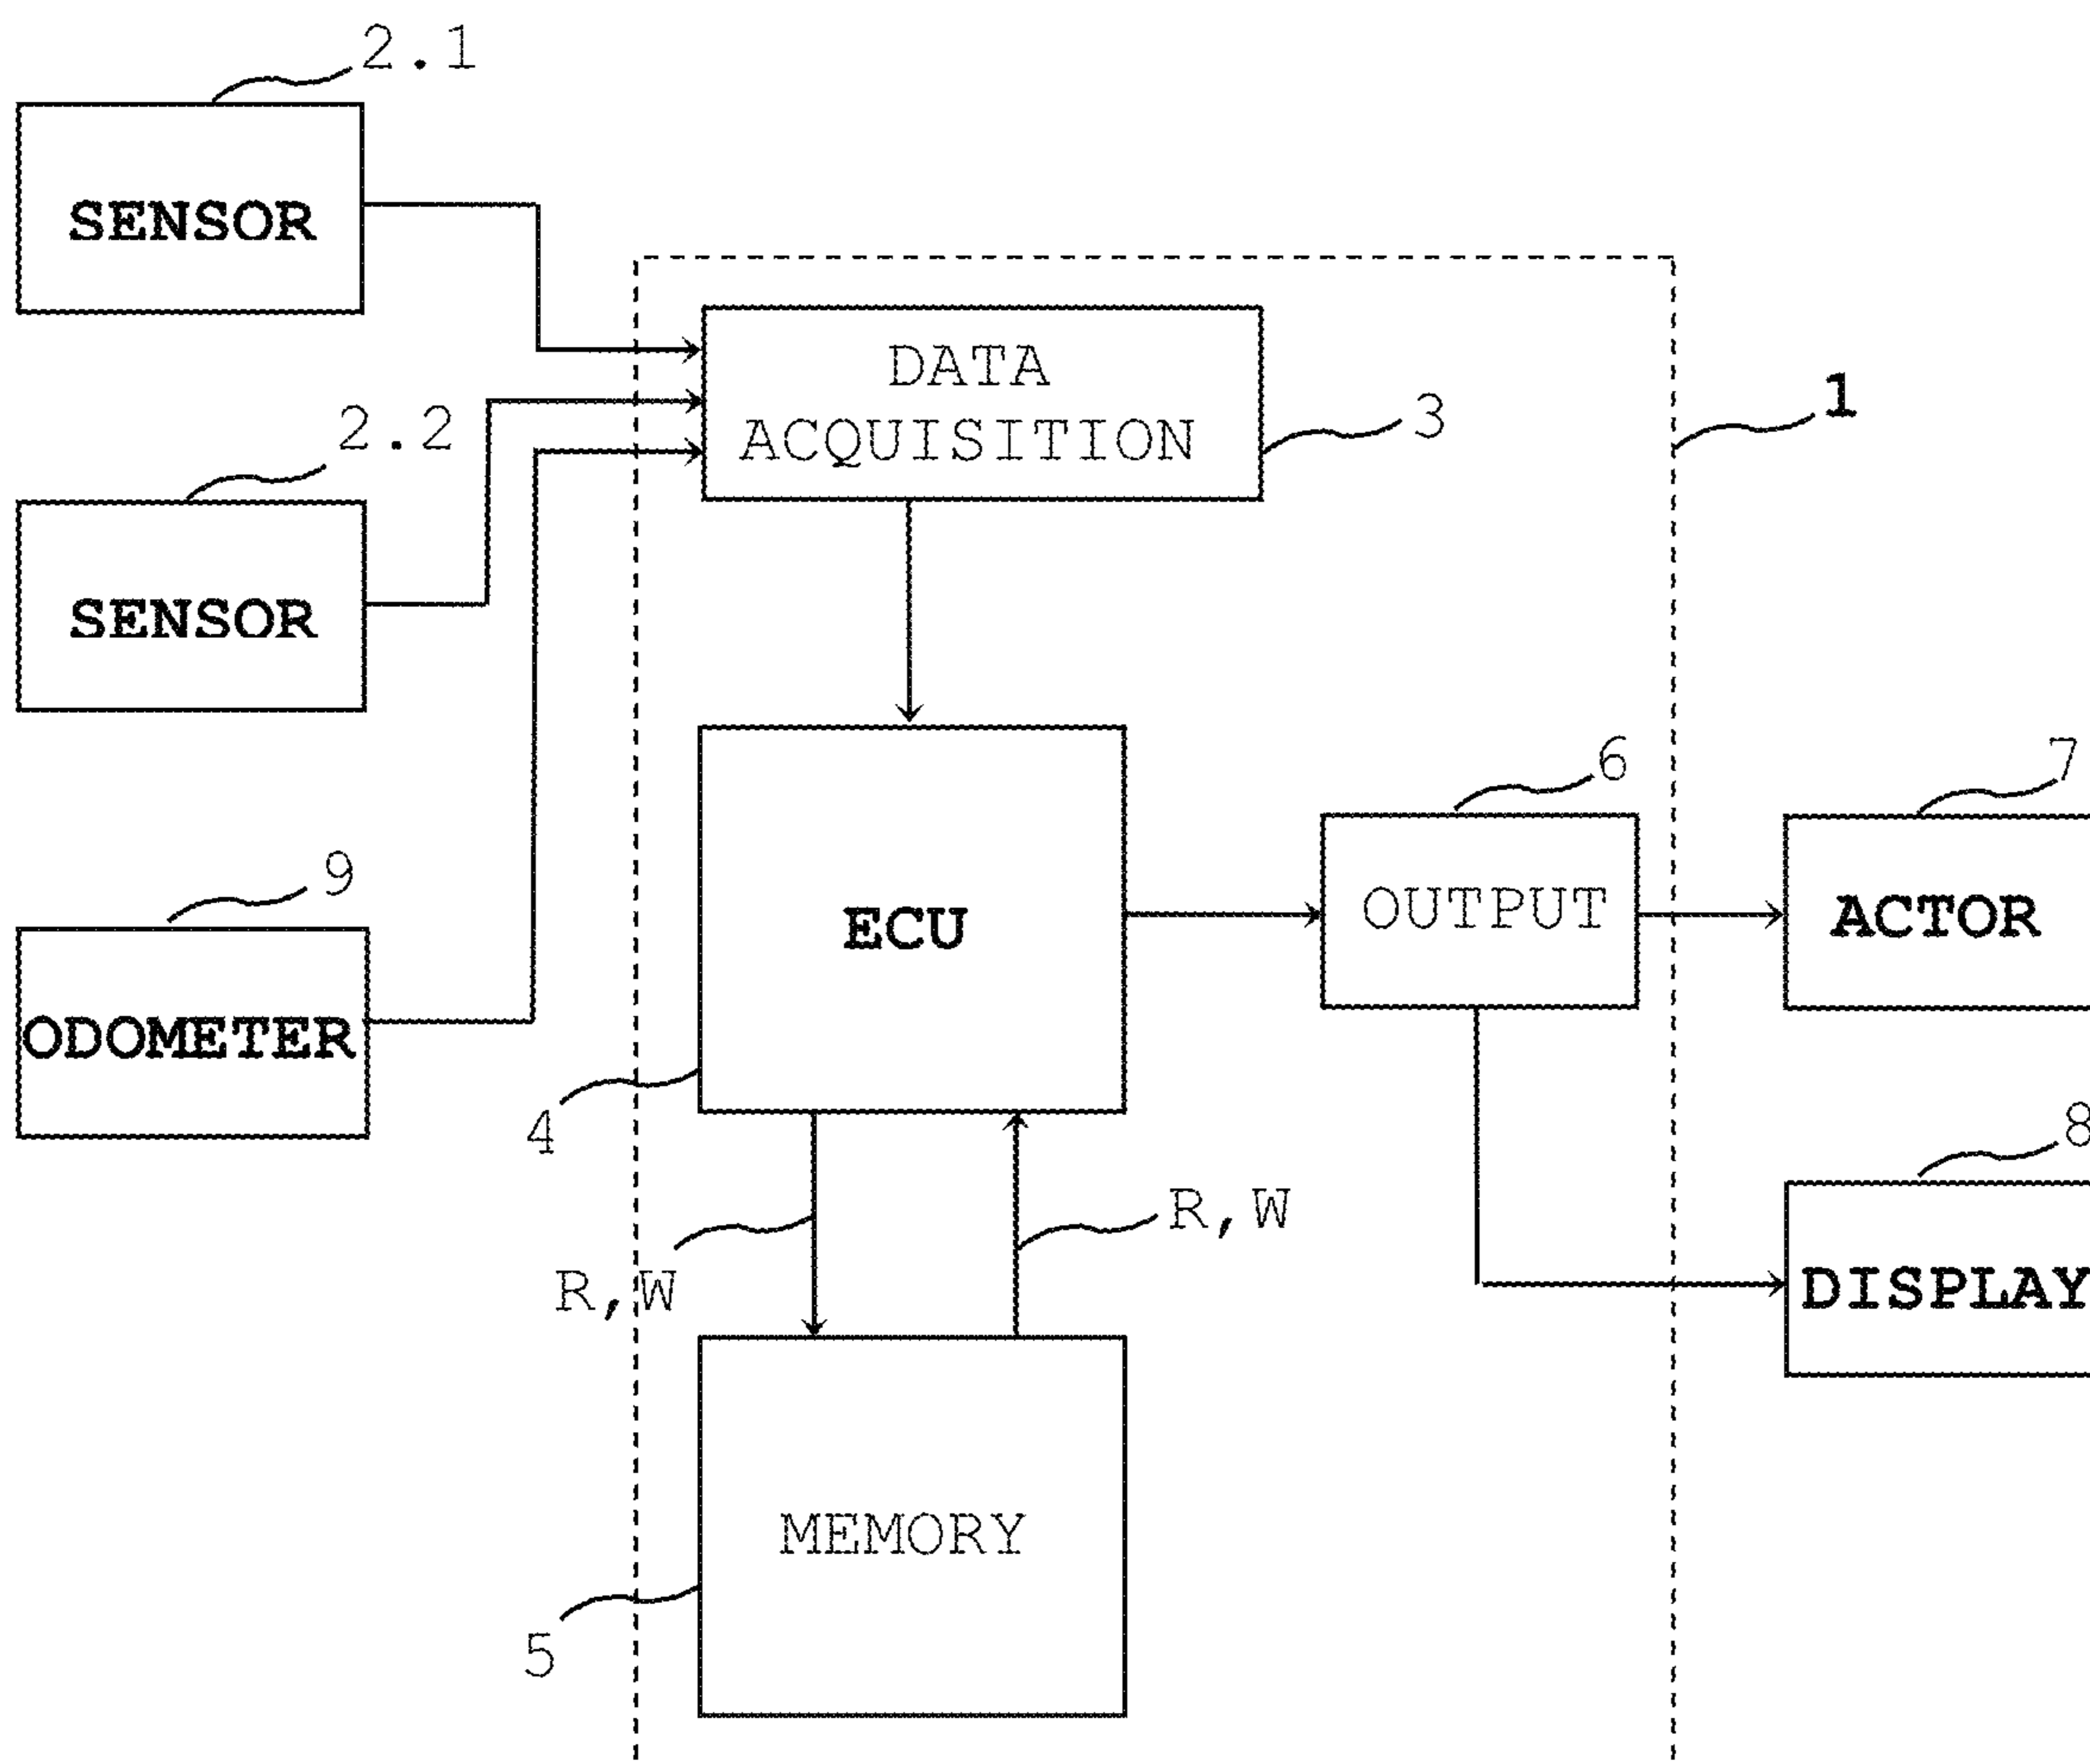 2.1
SENSOR
DATA
ACQUISITION
3
1
2.2
SENSOR
6
7
9
ECU
OUTPUT
ACTOR
ODOMETER
4
8
R,W
R,W
DISPLAY
MEMORY
5